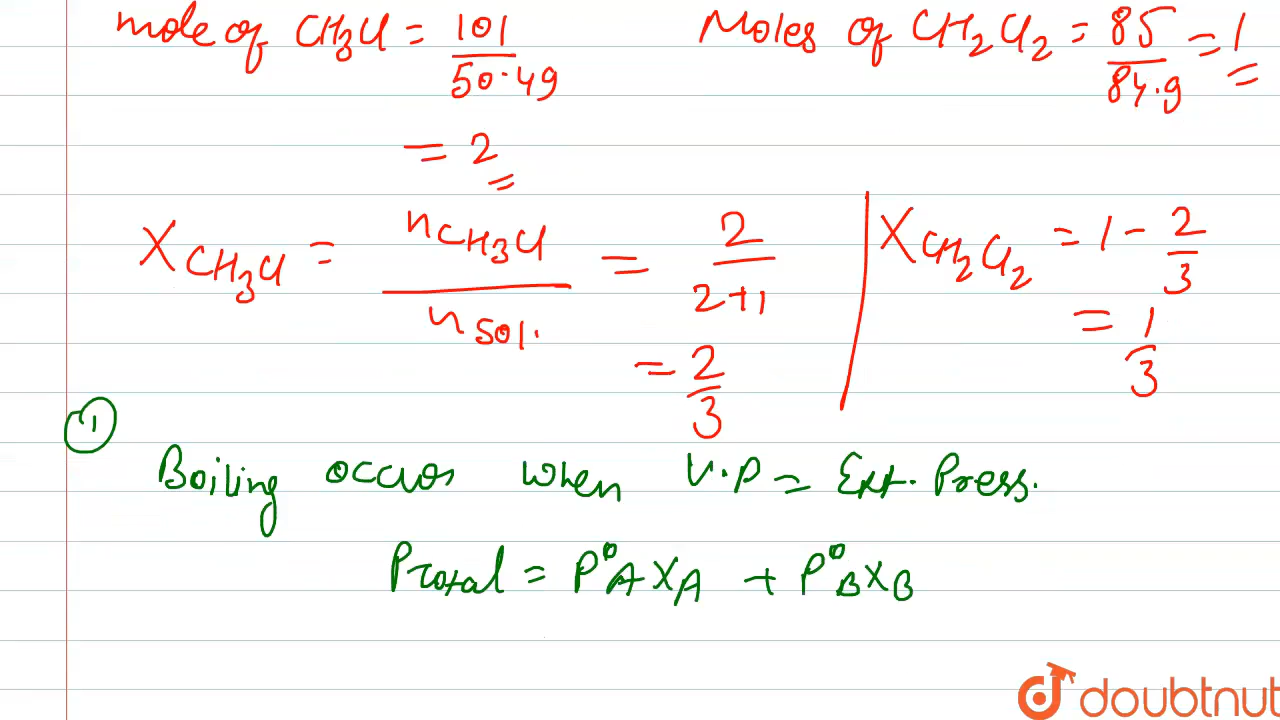 mole of CH3Cl = 101/50.49
Moles of CH2Cl2 = 85/84.9 = 1
= 2
XCH3Cl = nCH3Cl/nsol. = 2/2+1
= 2/3
XCH2Cl2 = 1 - 2/3
= 1/3
1
Boiling occurs when V.P = Ext. Press.
Ptotal = P°A XA + P°B XB
doubtnut